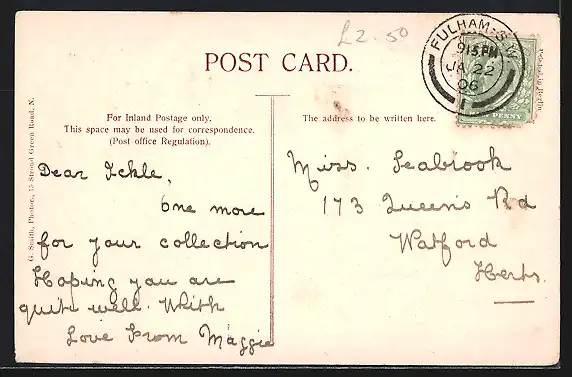 £2.50
POST CARD.
FULHAM·S.W.
9 15 PM
JA 22
06
1
PENNY
For Inland Postage only.
This space may be used for correspondence.
(Post office Regulation).
The address to be written here.
G. Smith, Photor., 15 Stroud Green Road, N.
Dear Ickle,
One more
for your collection
Hoping you are
quite well. With
Love From Maggie
Miss. Seabrook
173 Queens Rd
Watford
Herts.